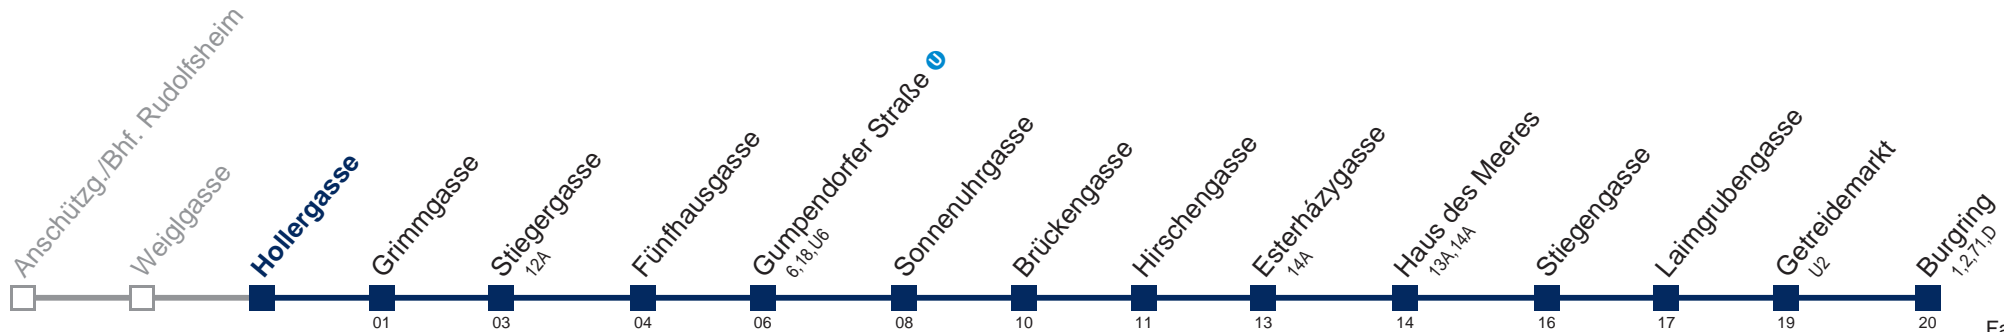 Anschützg./Bhf. Rudolfsheim
Weiglgasse
Hollergasse
Grimmgasse
01
Stiegergasse
12A
03
Fünfhausgasse
04
Gumpendorfer Straße U
6,18,U6
06
Sonnenuhrgasse
08
Brückengasse
10
Hirschengasse
11
Esterházygasse
14A
13
Haus des Meeres
13A,14A
14
Stiegengasse
16
Laimgrubengasse
17
Getreidemarkt
U2
19
Burgring
1,2,71,D
20